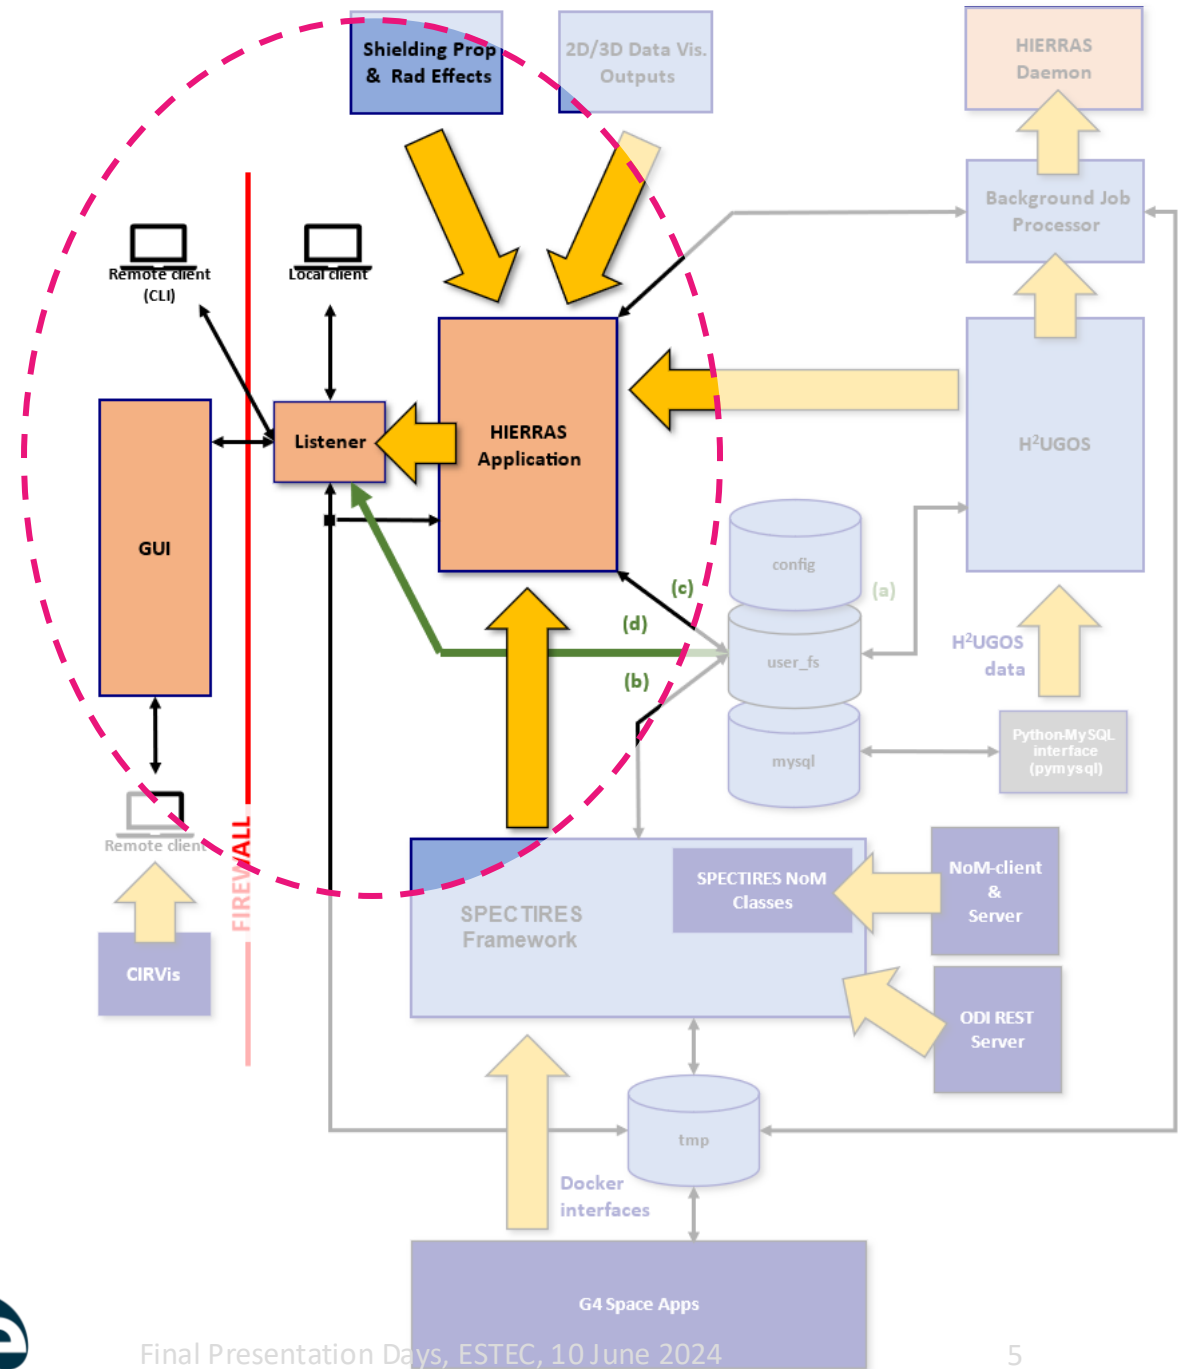 Shielding Prop
& Rad Effects
2D/3D Data Vis.
Outputs
HIERRAS
Daemon
Background Job
Processor
Remote client
(CLI)
Local client
Listener
HIERRAS
Application
H²UGOS
GUI
config
(a)
(c)
(d)
user_fs
(b)
H²UGOS
data
mysql
Python-MySQL
interface
(pymysql)
Remote client
FIREWALL
SPECTIRES NoM
Classes
NoM-client
&
Server
SPECTIRES
Framework
CIRVis
ODI REST
Server
tmp
Docker
interfaces
G4 Space Apps
Final Presentation Days, ESTEC, 10 June 2024
5